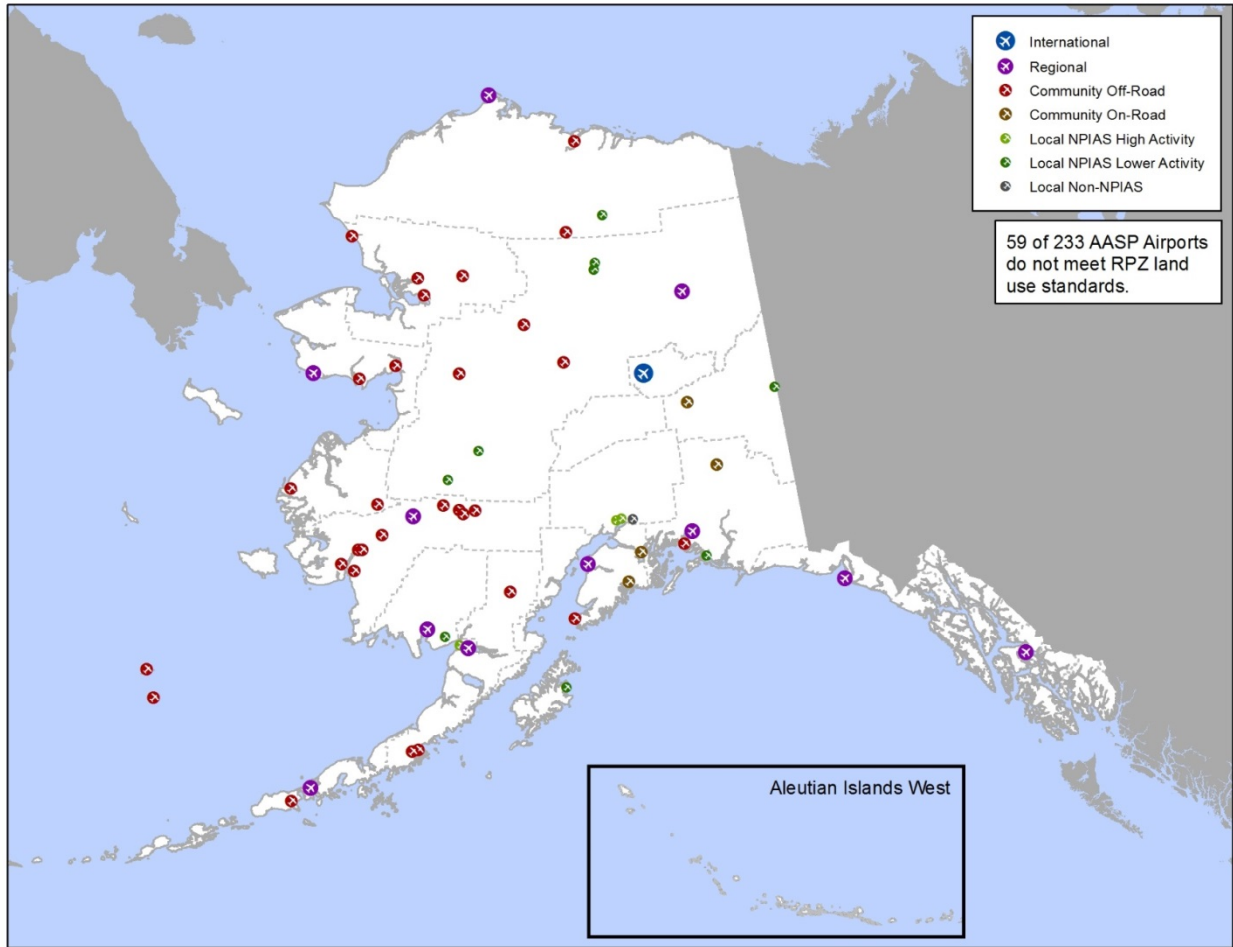 International
Regional
Community Off-Road
Community On-Road
Local NPIAS High Activity
Local NPIAS Lower Activity
Local Non-NPIAS
59 of 233 AASP Airports
do not meet RPZ land
use standards.
Aleutian Islands West